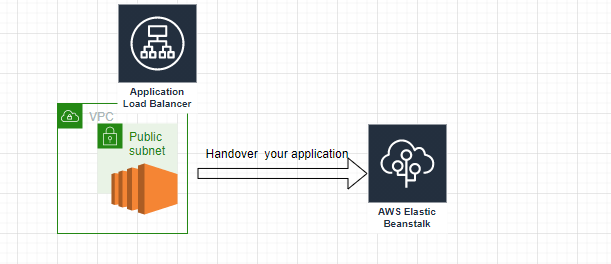 Application
Load Balancer
VPC
Public
subnet
Handover  your application
AWS Elastic
Beanstalk